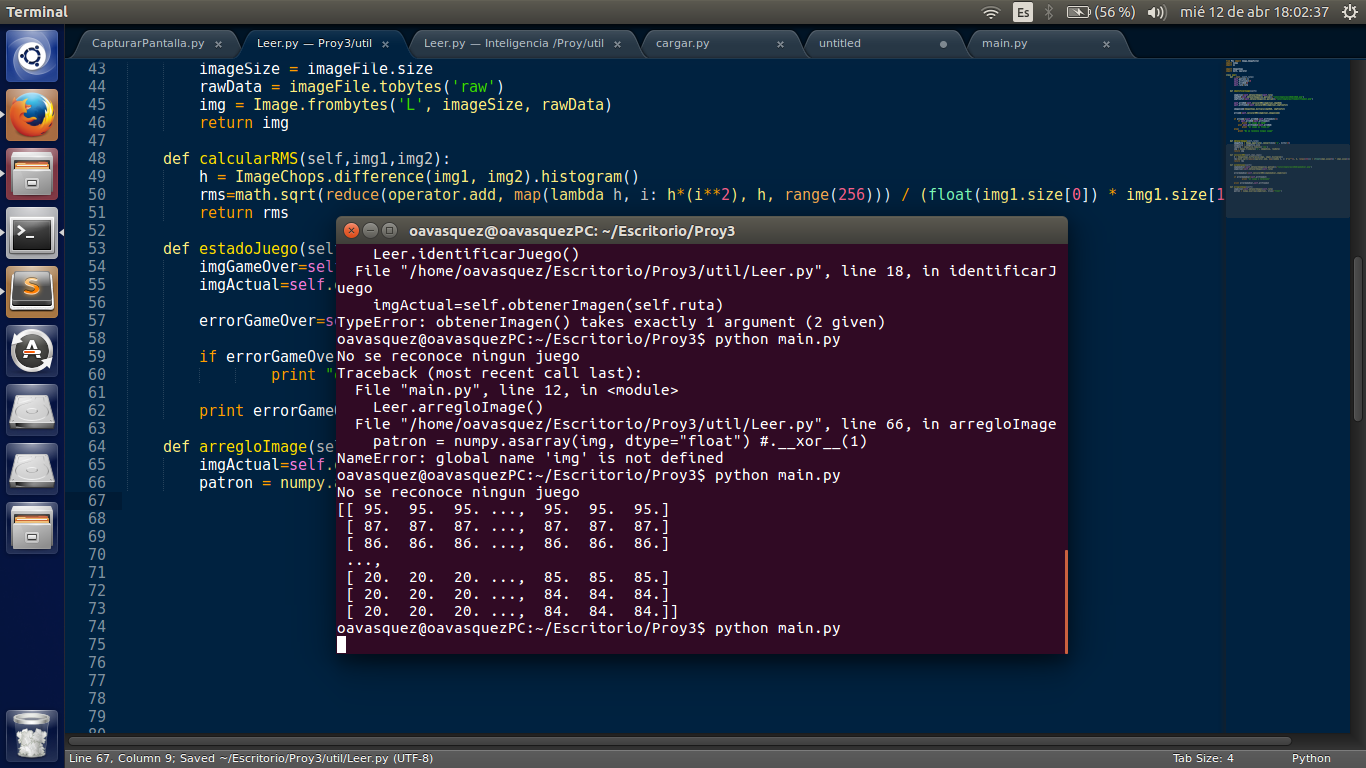 Terminal
Es
(56 %)
mié 12 de abr 18:02:37
CapturarPantalla.py ×
Leer.py — Proy3/util ×
Leer.py — Inteligencia /Proy/util ×
cargar.py ×
untitled
main.py ×
43 imageSize = imageFile.size
44 rawData = imageFile.tobytes('raw')
45 img = Image.frombytes('L', imageSize, rawData)
46 return img
47
48 def calcularRMS(self,img1,img2):
49 h = ImageChops.difference(img1, img2).histogram()
50 rms=math.sqrt(reduce(operator.add, map(lambda h, i: h*(i**2), h, range(256))) / (float(img1.size[0]) * img1.size[1
51 return rms
52
53 def estadoJuego(sel
54 imgGameOver=sel
55 imgActual=self.
56
57 errorGameOver=s
58
59 if errorGameOve
60 print "
61
62 print errorGame
63
64 def arregloImage(se
65 imgActual=self.
66 patron = numpy.
67
68
69
70
71
72
73
74
75
76
77
78
79
80
oavasquez@oavasquezPC: ~/Escritorio/Proy3
Leer.identificarJuego()
File "/home/oavasquez/Escritorio/Proy3/util/Leer.py", line 18, in identificarJ
uego
imgActual=self.obtenerImagen(self.ruta)
TypeError: obtenerImagen() takes exactly 1 argument (2 given)
oavasquez@oavasquezPC:~/Escritorio/Proy3$ python main.py
No se reconoce ningun juego
Traceback (most recent call last):
File "main.py", line 12, in <module>
Leer.arregloImage()
File "/home/oavasquez/Escritorio/Proy3/util/Leer.py", line 66, in arregloImage
patron = numpy.asarray(img, dtype="float") #.__xor__(1)
NameError: global name 'img' is not defined
oavasquez@oavasquezPC:~/Escritorio/Proy3$ python main.py
No se reconoce ningun juego
[[ 95. 95. 95. ..., 95. 95. 95.]
[ 87. 87. 87. ..., 87. 87. 87.]
[ 86. 86. 86. ..., 86. 86. 86.]
...,
[ 20. 20. 20. ..., 85. 85. 85.]
[ 20. 20. 20. ..., 84. 84. 84.]
[ 20. 20. 20. ..., 84. 84. 84.]]
oavasquez@oavasquezPC:~/Escritorio/Proy3$ python main.py
Line 67, Column 9; Saved ~/Escritorio/Proy3/util/Leer.py (UTF-8)
Tab Size: 4
Python